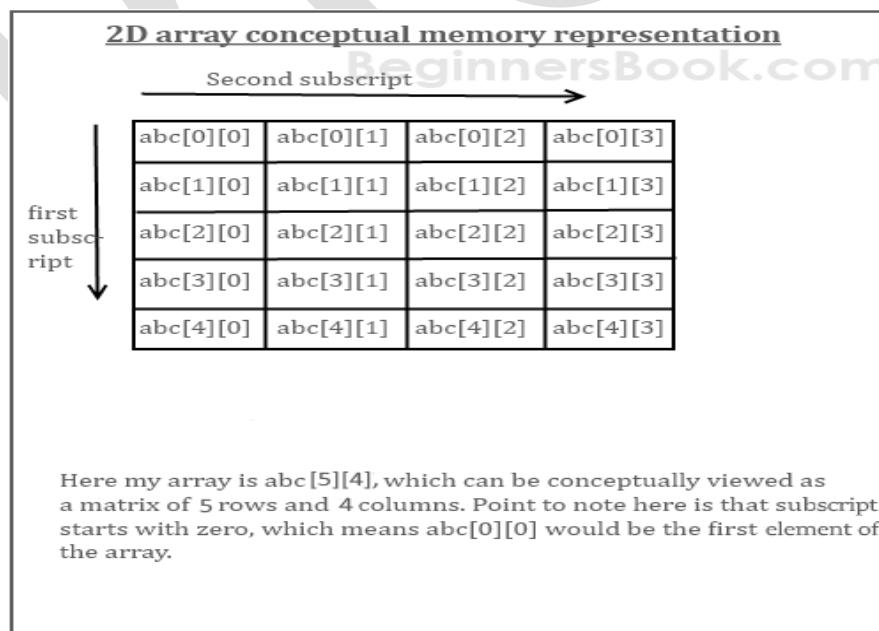 2D array conceptual memory representation
BeginnersBook.com
Second subscript
abc[0][0] abc[0][1] abc[0][2] abc[0][3]
abc[1][0] abc[1][1] abc[1][2] abc[1][3]
first
subsc-
ript
abc[2][0] abc[2][1] abc[2][2] abc[2][3]
abc[3][0] abc[3][1] abc[3][2] abc[3][3]
abc[4][0] abc[4][1] abc[4][2] abc[4][3]
Here my array is abc[5][4], which can be conceptually viewed as
a matrix of 5 rows and 4 columns. Point to note here is that subscript
starts with zero, which means abc[0][0] would be the first element of
the array.